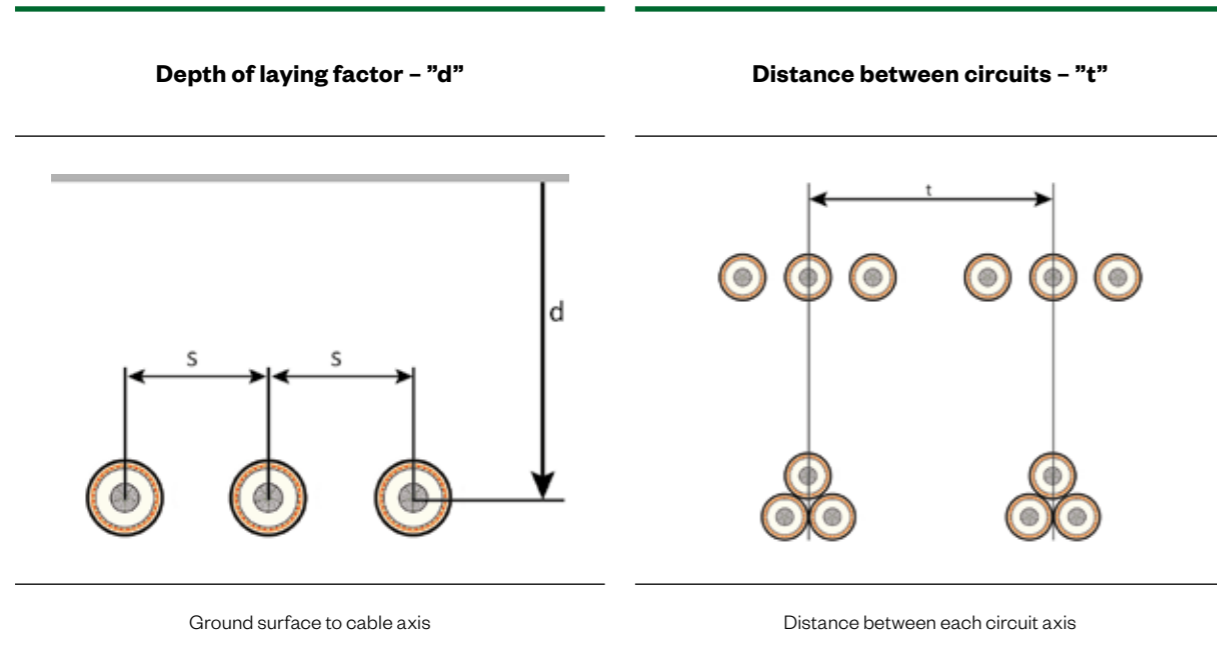 Depth of laying factor – ”d”
S
S
d
Ground surface to cable axis
Distance between circuits – ”t”
t
Distance between each circuit axis